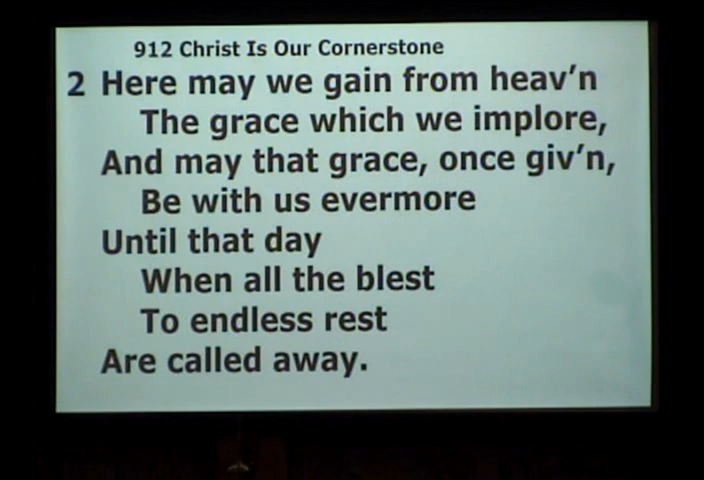 912 Christ Is Our Cornerstone
2 Here may we gain from heav'n
The grace which we implore,
And may that grace, once giv'n,
Be with us evermore
Until that day
When all the blest
To endless rest
Are called away.